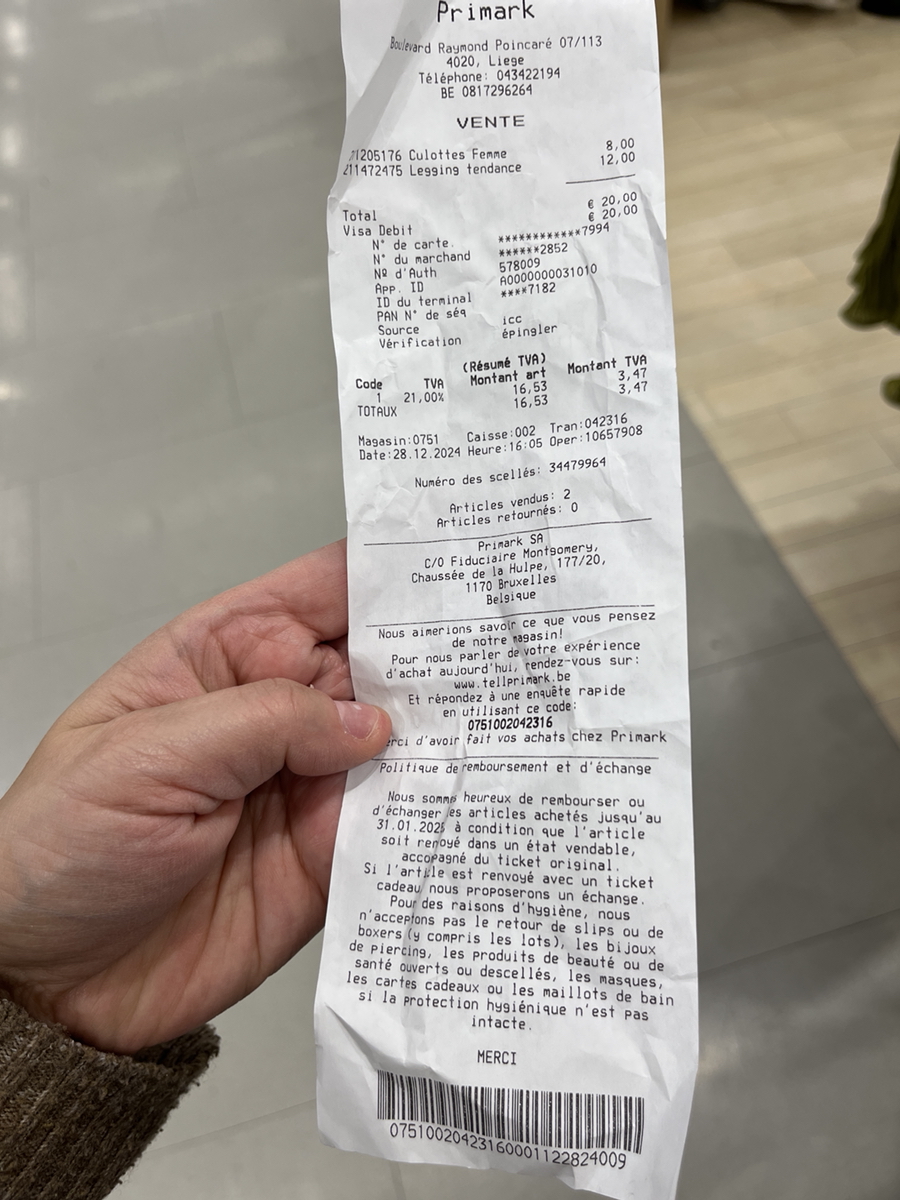 Primark
Boulevard Raymond Poincaré 07/113
4020, Liege
Téléphone: 043422194
BE 0817296264
VENTE
1205176 Culottes Femme 8,00
211472475 Legging tendance 12,00
Total € 20,00
Visa Debit € 20,00
N° de carte. ************7994
N° du marchand ******2852
Nº d'Auth 578009
App. ID A0000000031010
ID du terminal ****7182
PAN N° de séq
Source icc
Vérification épingler
(Résumé TVA)
Code TVA Montant art Montant TVA
1 21,00% 16,53 3,47
TOTAUX 16,53 3,47
Magasin:0751 Caisse:002 Tran:042316
Date:28.12.2024 Heure:16:05 Oper:10657908
Numéro des scellés: 34479964
Articles vendus: 2
Articles retournés: 0
Primark SA
C/O Fiduciaire Montgomery,
Chaussée de la Hulpe, 177/20,
1170 Bruxelles
Belgique
Nous aimerions savoir ce que vous pensez
de notre magasin!
Pour nous parler de votre expérience
d'achat aujourd'hui, rendez-vous sur:
www.tellprimark.be
Et répondez à une enquête rapide
en utilisant ce code:
0751002042316
erci d'avoir fait vos achats chez Primark
Politique de remboursement et d'échange
Nous somme heureux de rembourser ou
d'échanger les articles achetés jusqu'au
31.01.2025 à condition que l'article
soit renvoyé dans un état vendable,
accopagné du ticket original.
Si l'article est renvoyé avec un ticket
cadeau nous proposerons un échange.
Pour des raisons d'hygiène, nous
n'acceptons pas le retour de slips ou de
boxers (y compris les lots), les bijoux
de piercing, les produits de beauté ou de
santé ouverts ou descellés, les masques,
les cartes cadeaux ou les maillots de bain
si la protection hygiénique n'est pas
intacte.
MERCI
07510020423160001122824009